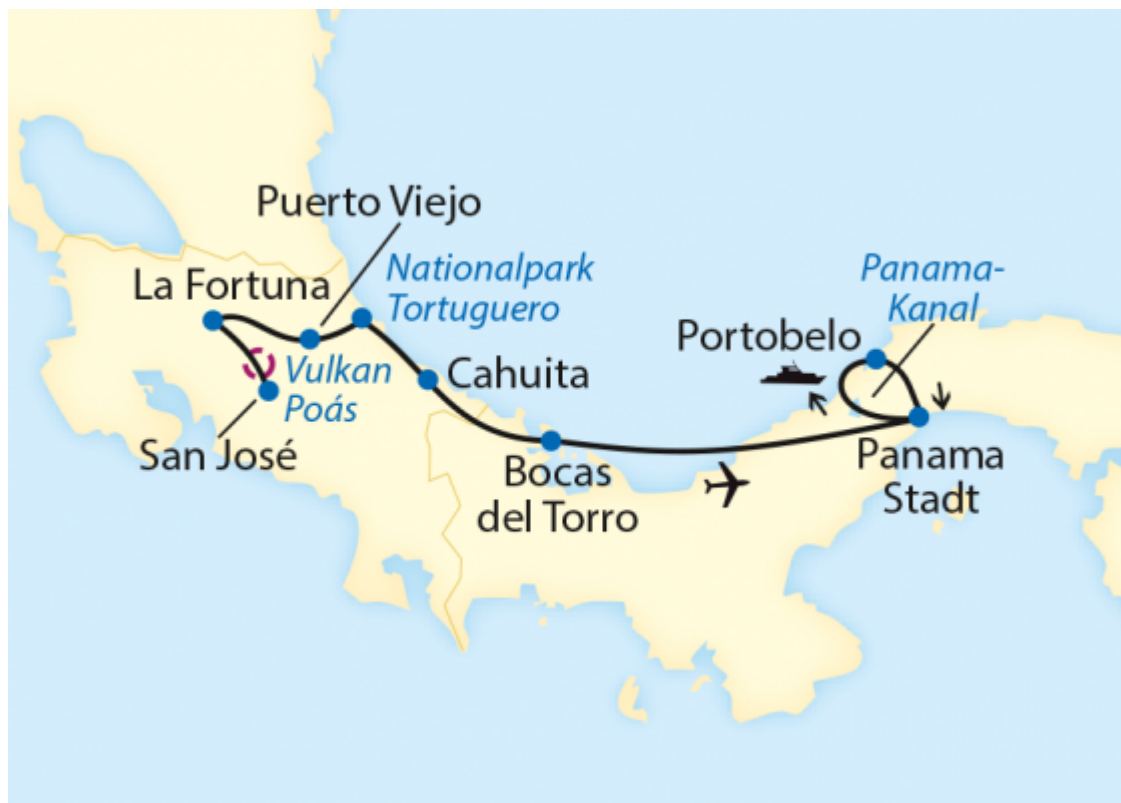 Puerto Viejo
Nationalpark
Tortuguero
La Fortuna
Panama-
Kanal
Portobelo
Vulkan
Poás
Cahuita
San José
Bocas
del Torro
Panama
Stadt